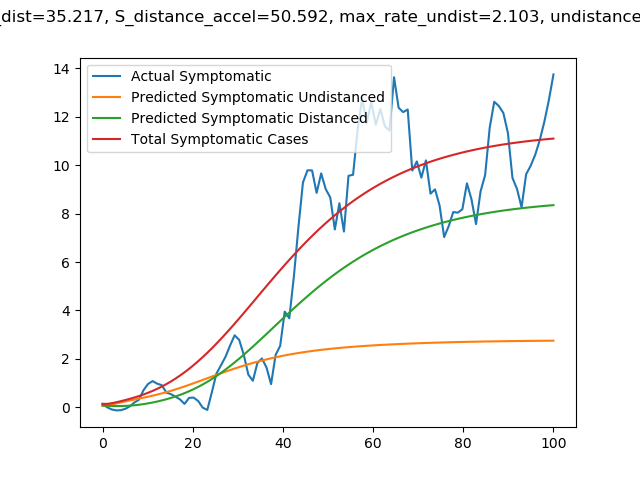 _dist=35.217, S_distance_accel=50.592, max_rate_undist=2.103, undistance
14
12
10
8
6
4
2
0
Actual Symptomatic
Predicted Symptomatic Undistanced
Predicted Symptomatic Distanced
Total Symptomatic Cases
0 20 40 60 80 100